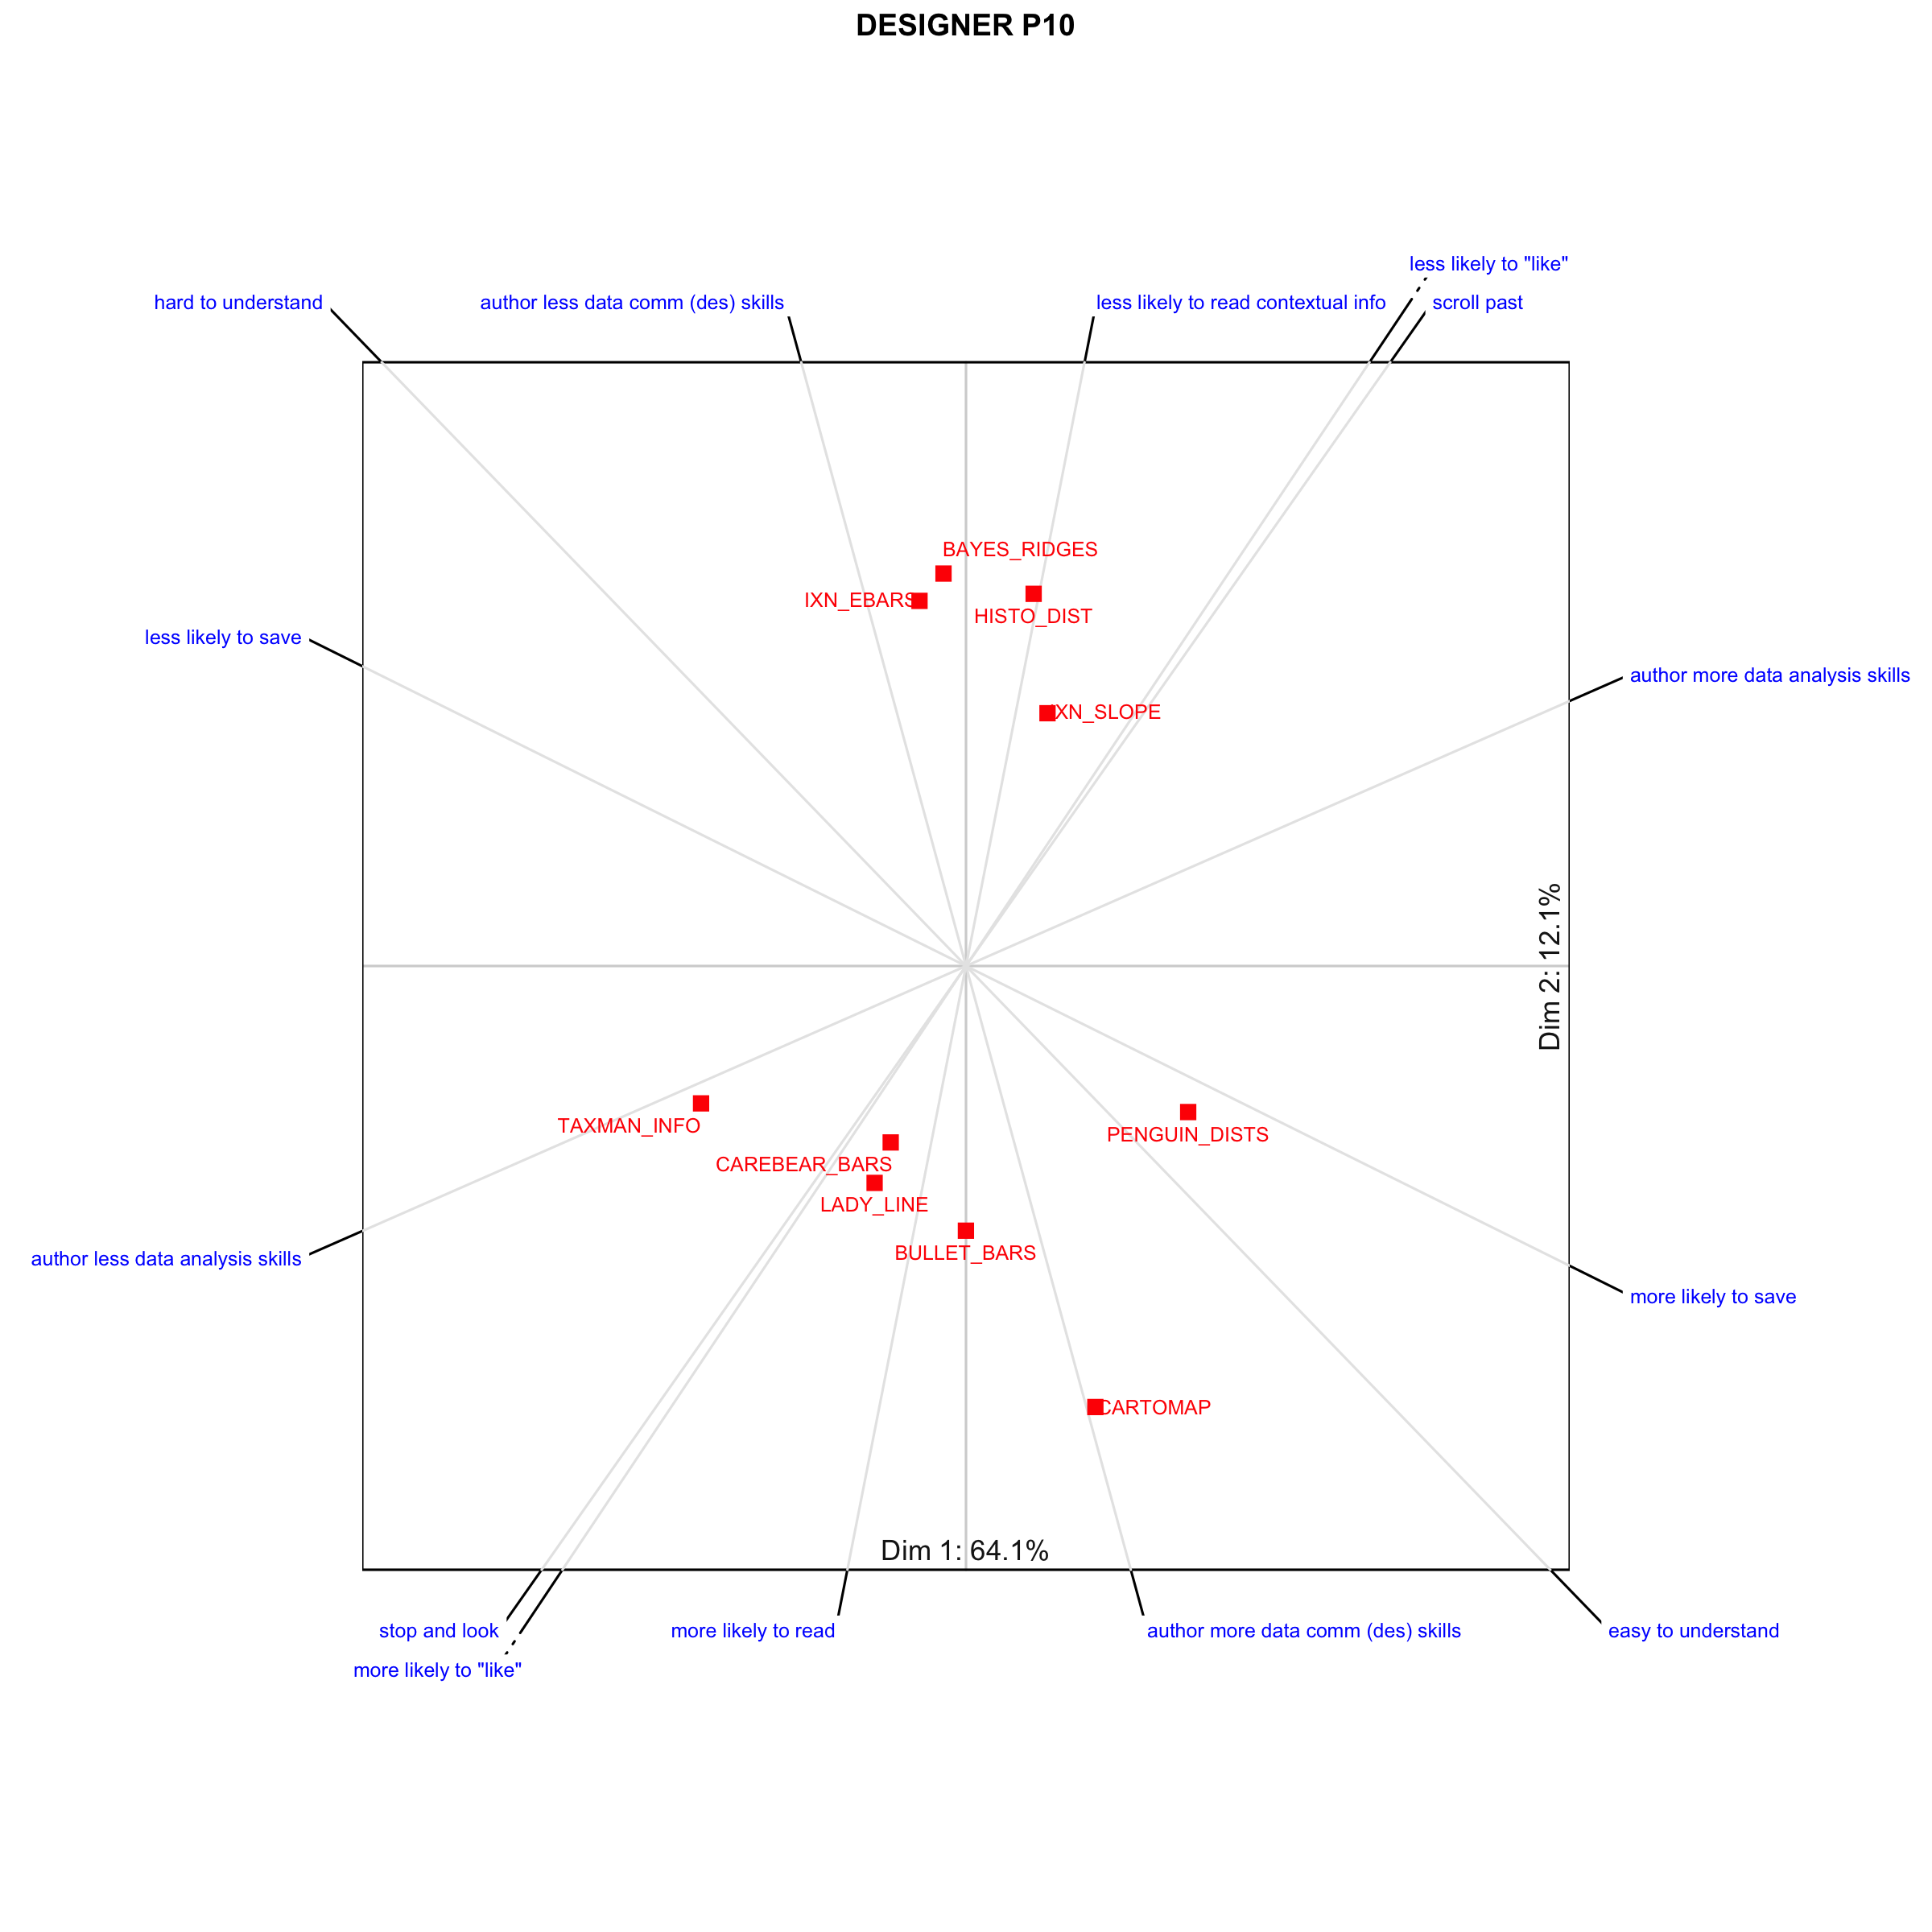 DESIGNER P10
less likely to "like"
hard to understand
author less data comm (des) skills
less likely to read contextual info
scroll past
BAYES_RIDGES
IXN_EBARS
HISTO_DIST
less likely to save
author more data analysis skills
IXN_SLOPE
Dim 2: 12.1%
TAXMAN_INFO
PENGUIN_DISTS
CAREBEAR_BARS
LADY_LINE
BULLET_BARS
author less data analysis skills
more likely to save
CARTOMAP
Dim 1: 64.1%
stop and look
more likely to read
author more data comm (des) skills
easy to understand
more likely to "like"